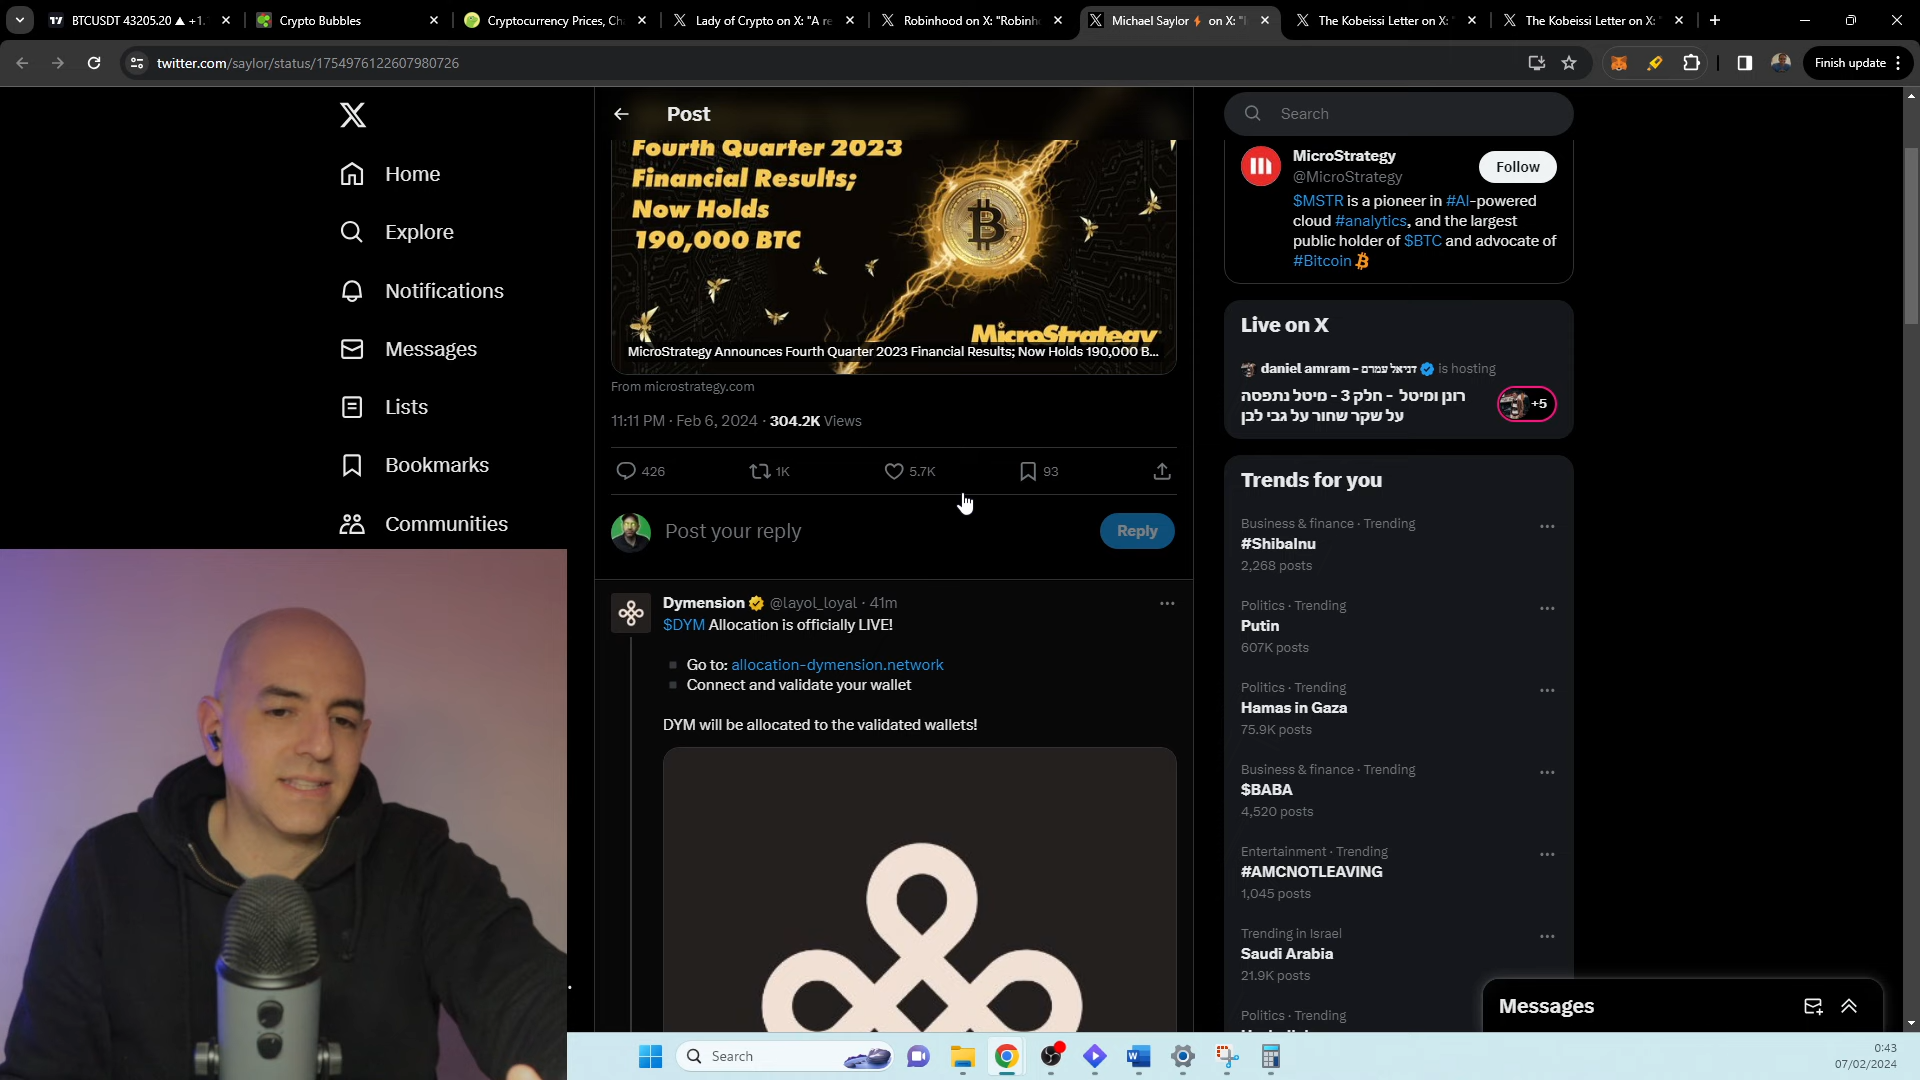 BTCUSDT 43205.20 ▲ +1.
Crypto Bubbles
Cryptocurrency Prices, Ch
Lady of Crypto on X: "A re
Robinhood on X: "Robinh
Michael Saylor⚡ on X: "I
The Kobeissi Letter on X:
The Kobeissi Letter on X:
twitter.com/saylor/status/1754976122607980726
Finish update
Home
Explore
Notifications
Messages
Lists
Bookmarks
Communities
Post
Fourth Quarter 2023
Financial Results;
Now Holds
190,000 BTC
MicroStrategy
MicroStrategy Announces Fourth Quarter 2023 Financial Results; Now Holds 190,000 B...
From microstrategy.com
11:11 PM · Feb 6, 2024 · 304.2K Views
426
1K
5.7K
93
Post your reply
Reply
Dymension @layol_loyal · 41m
$DYM Allocation is officially LIVE!
Go to: allocation-dymension.network
Connect and validate your wallet
DYM will be allocated to the validated wallets!
Search
MicroStrategy
@MicroStrategy
Follow
$MSTR is a pioneer in #AI-powered
cloud #analytics, and the largest
public holder of $BTC and advocate of
#Bitcoin
Live on X
daniel amram - דניאל עמרם is hosting
רונן ומיטל - חלק 3 - מיטל נתפסה
על שקר שחור על גבי לבן
+5
Trends for you
Business & finance · Trending
#ShibaInu
2,268 posts
Politics · Trending
Putin
607K posts
Politics · Trending
Hamas in Gaza
75.9K posts
Business & finance · Trending
$BABA
4,520 posts
Entertainment · Trending
#AMCNOTLEAVING
1,045 posts
Trending in Israel
Saudi Arabia
21.9K posts
Politics · Trending
Messages
Search
0:43
07/02/2024